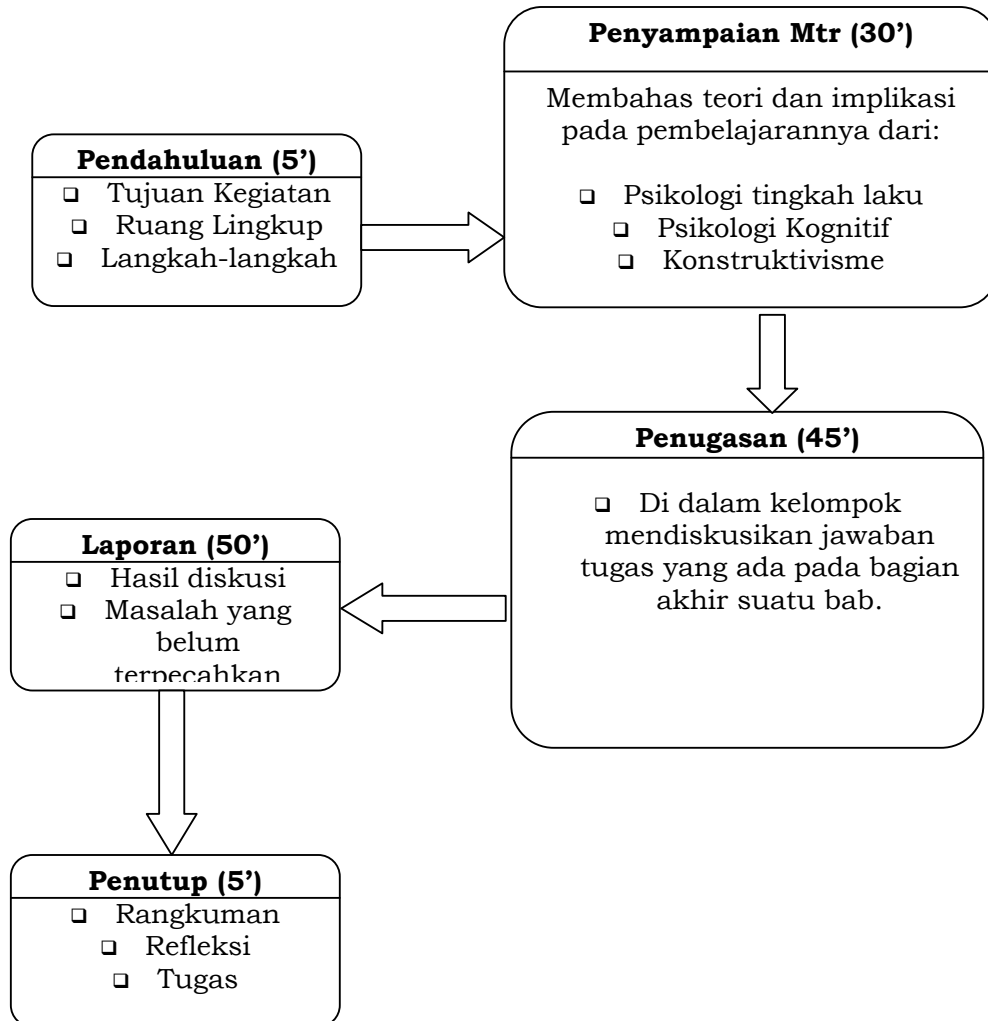 Pendahuluan (5’)
❑ Tujuan Kegiatan
❑ Ruang Lingkup
❑ Langkah-langkah
Penyampaian Mtr (30’)
Membahas teori dan implikasi
pada pembelajarannya dari:
❑ Psikologi tingkah laku
❑ Psikologi Kognitif
❑ Konstruktivisme
Penugasan (45’)
❑ Di dalam kelompok
mendiskusikan jawaban
tugas yang ada pada bagian
akhir suatu bab.
Laporan (50’)
❑ Hasil diskusi
❑ Masalah yang
belum
terpecahkan
Penutup (5’)
❑ Rangkuman
❑ Refleksi
❑ Tugas